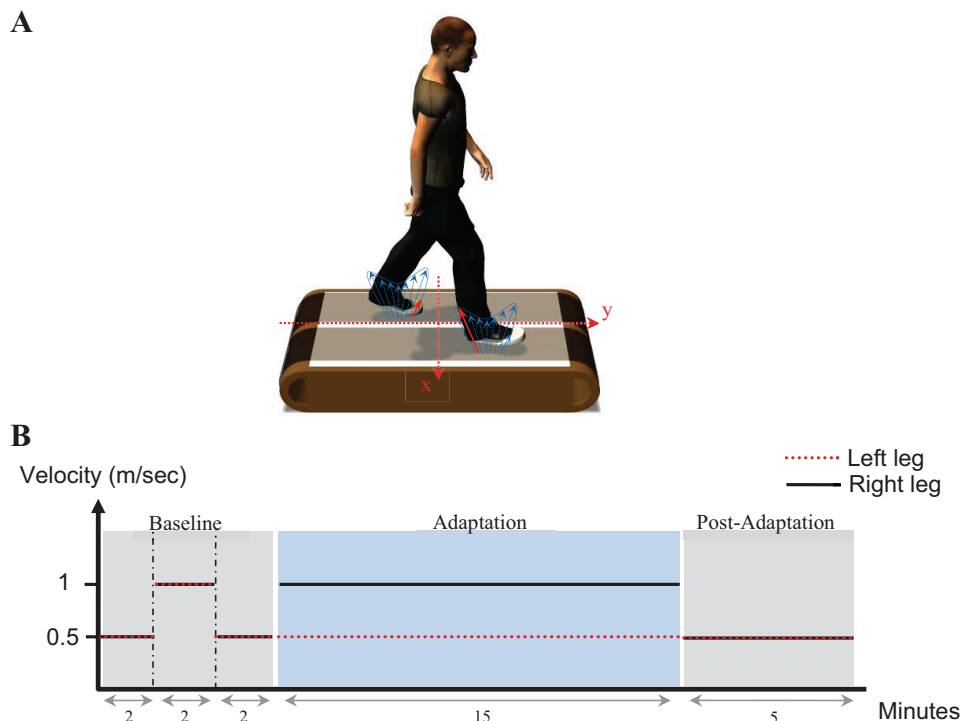 A
y
x
B
Left leg
Right leg
Velocity (m/sec)
Baseline
Adaptation
Post-Adaptation
1
0.5
2
2
2
15
5
Minutes